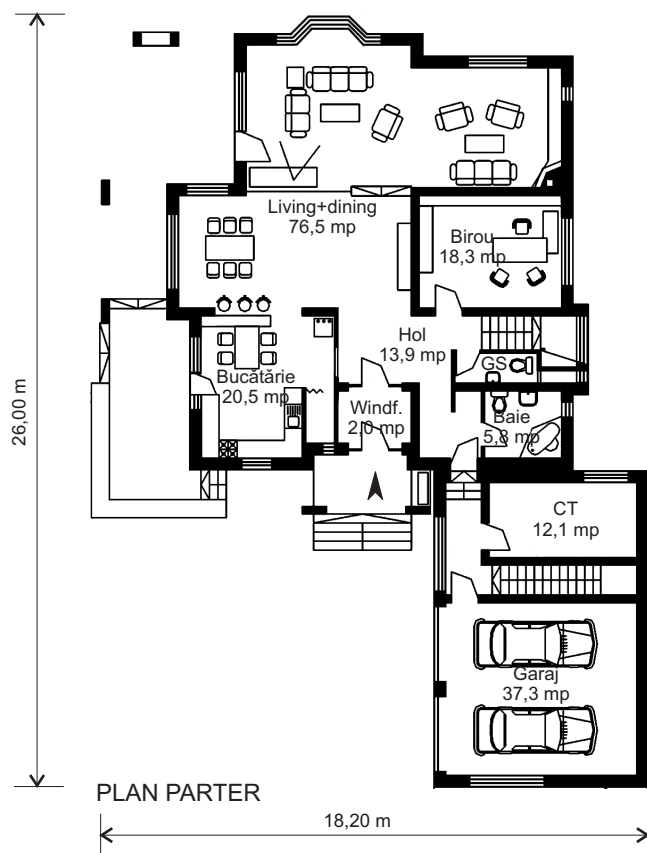 Living+dining
76,5 mp
Birou
18,3 mp
Hol
13,9 mp
GS
Bucătărie
20,5 mp
Windf.
2,0 mp
Baie
5,8 mp
CT
12,1 mp
Garaj
37,3 mp
26,00 m
PLAN PARTER
18,20 m